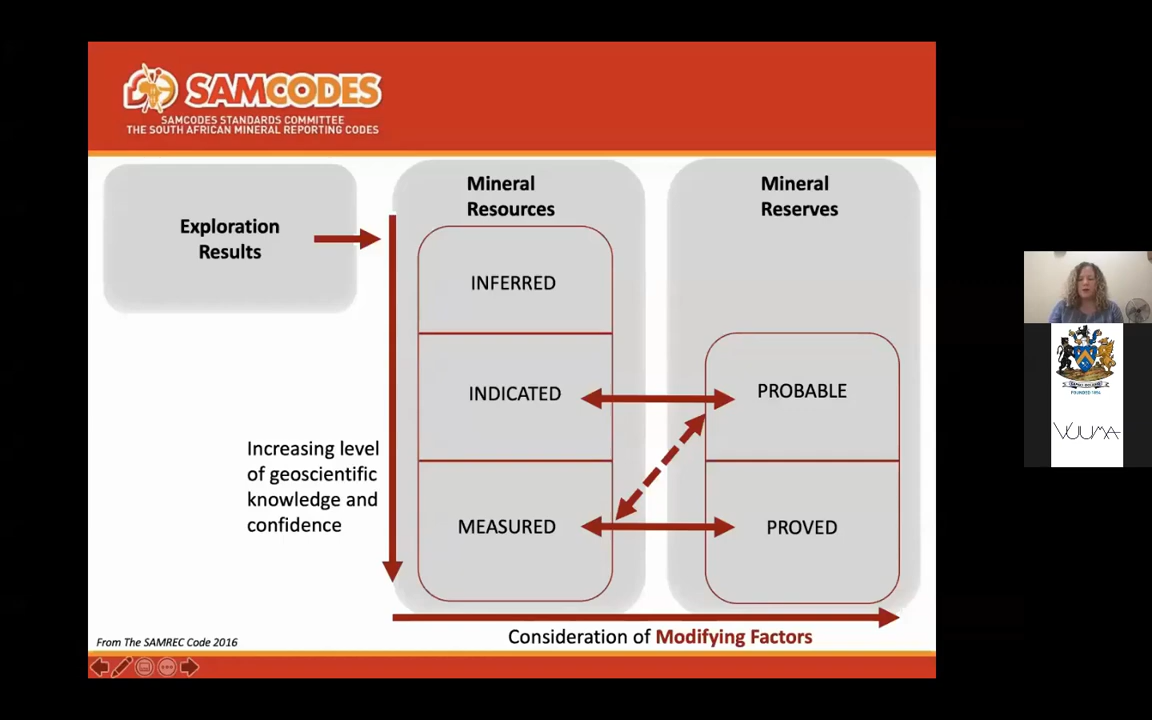 SAMCODES
SAMCODES STANDARDS COMMITTEE
THE SOUTH AFRICAN MINERAL REPORTING CODES
Exploration
Results
Mineral
Resources
INFERRED
INDICATED
MEASURED
Mineral
Reserves
PROBABLE
PROVED
Increasing level
of geoscientific
knowledge and
confidence
Consideration of Modifying Factors
From The SAMREC Code 2016
FOUNDED 1894
VUUMA